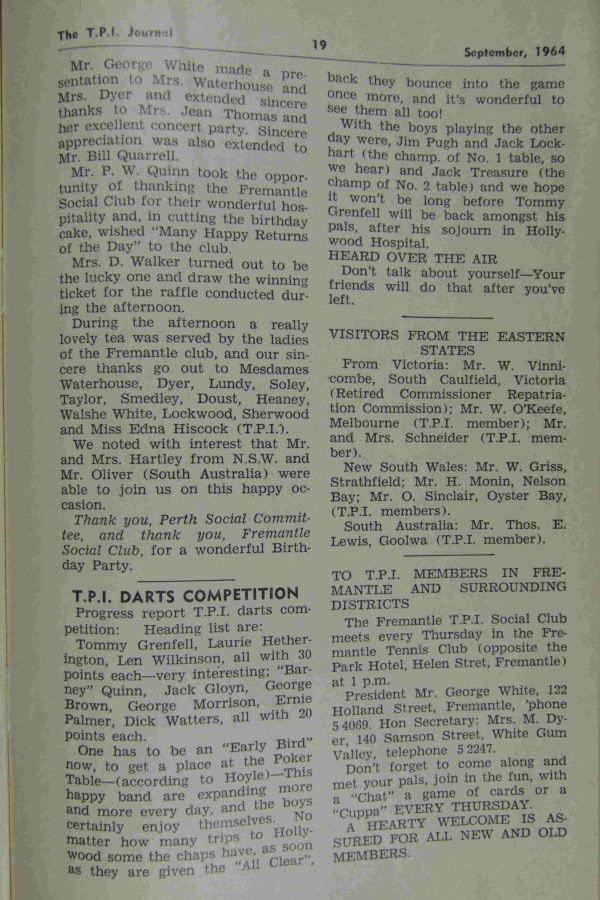 The T.P.I. Journal
19
September, 1964
Mr. George White made a pre-
sentation to Mrs. Waterhouse and
Mrs. Dyer and extended sincere
thanks to Mrs. Jean Thomas and
her excellent concert party. Sincere
appreciation was also extended to
Mr. Bill Quarrell.
Mr. P. W. Quinn took the oppor-
tunity of thanking the Fremantle
Social Club for their wonderful hos-
pitality and, in cutting the birthday
cake, wished "Many Happy Returns
of the Day" to the club.
Mrs. D. Walker turned out to be
the lucky one and draw the winning
ticket for the raffle conducted dur-
ing the afternoon.
During the afternoon a really
lovely tea was served by the ladies
of the Fremantle club, and our sin-
cere thanks go out to Mesdames
Waterhouse, Dyer, Lundy, Soley,
Taylor, Smedley, Doust, Heaney,
Walshe White, Lockwood, Sherwood
and Miss Edna Hiscock (T.P.I.).
We noted with interest that Mr.
and Mrs. Hartley from N.S.W. and
Mr. Oliver (South Australia) were
able to join us on this happy oc-
casion.
Thank you, Perth Social Commit-
tee, and thank you, Fremantle
Social Club, for a wonderful Birth-
day Party.
T.P.I. DARTS COMPETITION
Progress report T.P.I. darts com-
petition: Heading list are:
Tommy Grenfell, Laurie Hether-
ington, Len Wilkinson, all with 30
points each—very interesting; "Bar-
ney" Quinn, Jack Gloyn, George
Brown, George Morrison, Ernie
Palmer, Dick Watters, all with 20
points each.
One has to be an "Early Bird"
now, to get a place at the Poker
Table—(according to Hoyle)—This
happy band are expanding more
and more every day, and the boys
certainly enjoy themselves. No
matter how many trips to Holly-
wood some the chaps have, as soon
as they are given the "All Clear",
back they bounce into the game
once more, and it's wonderful to
see them all too!
With the boys playing the other
day were, Jim Pugh and Jack Lock-
hart (the champ. of No. 1 table, so
we hear) and Jack Treasure (the
champ of No. 2 table) and we hope
it won't be long before Tommy
Grenfell will be back amongst his
pals, after his sojourn in Holly-
wood Hospital.
HEARD OVER THE AIR
Don't talk about yourself—Your
friends will do that after you've
left.
VISITORS FROM THE EASTERN
STATES
From Victoria: Mr. W. Vinni-
combe, South Caulfield, Victoria
(Retired Commissioner Repatria-
tion Commission); Mr. W. O'Keefe,
Melbourne (T.P.I. member); Mr.
and Mrs. Schneider (T.P.I. mem-
ber).
New South Wales: Mr. W. Griss,
Strathfield; Mr. H. Monin, Nelson
Bay; Mr. O. Sinclair, Oyster Bay,
(T.P.I. members).
South Australia: Mr. Thos. E.
Lewis, Goolwa (T.P.I. member).
TO T.P.I. MEMBERS IN FRE-
MANTLE AND SURROUNDING
DISTRICTS
The Fremantle T.P.I. Social Club
meets every Thursday in the Fre-
mantle Tennis Club (opposite the
Park Hotel, Helen Stret, Fremantle)
at 1 p.m.
President Mr. George White, 122
Holland Street, Fremantle, 'phone
5 4069. Hon Secretary: Mrs. M. Dy-
er, 140 Samson Street, White Gum
Valley, telephone 5 2247.
Don't forget to come along and
met your pals, join in the fun, with
a "Chat" a game of cards or a
"Cuppa" EVERY THURSDAY.
A HEARTY WELCOME IS AS-
SURED FOR ALL NEW AND OLD
MEMBERS.